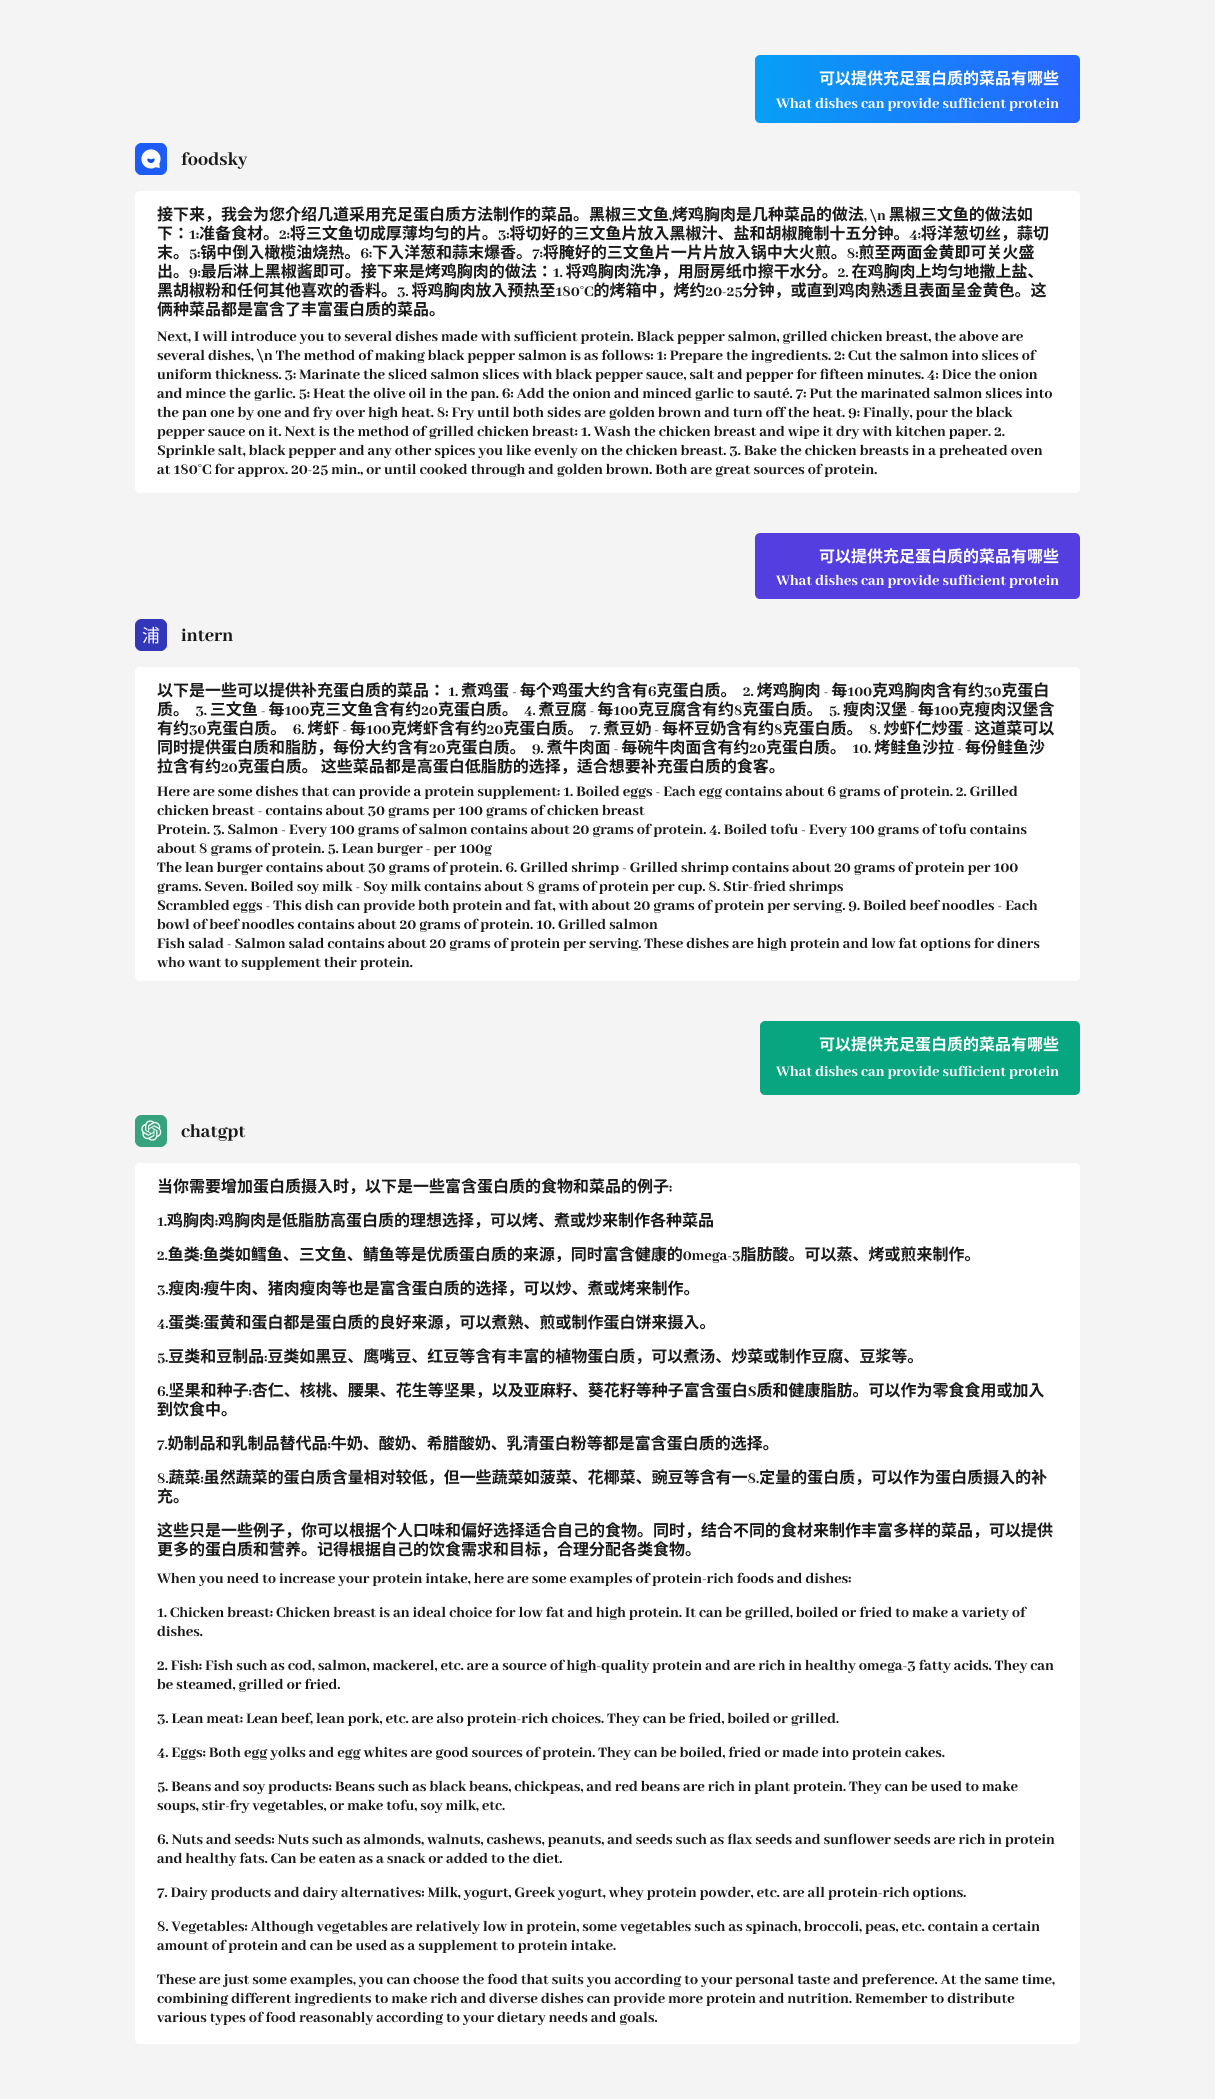 可以提供充足蛋白质的菜品有哪些
What dishes can provide sufficient protein
foodsky
接下来，我会为您介绍几道采用充足蛋白质方法制作的菜品。黑椒三文鱼,烤鸡胸肉是几种菜品的做法, \n 黑椒三文鱼的做法如
下：1:准备食材。2:将三文鱼切成厚薄均匀的片。3:将切好的三文鱼片放入黑椒汁、盐和胡椒腌制十五分钟。4:将洋葱切丝，蒜切
末。5:锅中倒入橄榄油烧热。6:下入洋葱和蒜末爆香。7:将腌好的三文鱼片一片片放入锅中大火煎。8:煎至两面金黄即可关火盛
出。9:最后淋上黑椒酱即可。接下来是烤鸡胸肉的做法：1. 将鸡胸肉洗净，用厨房纸巾擦干水分。2. 在鸡胸肉上均匀地撒上盐、
黑胡椒粉和任何其他喜欢的香料。3. 将鸡胸肉放入预热至180°C的烤箱中，烤约20-25分钟，或直到鸡肉熟透且表面呈金黄色。这
俩种菜品都是富含了丰富蛋白质的菜品。
Next, I will introduce you to several dishes made with sufficient protein. Black pepper salmon, grilled chicken breast, the above are
several dishes, \n The method of making black pepper salmon is as follows: 1: Prepare the ingredients. 2: Cut the salmon into slices of
uniform thickness. 3: Marinate the sliced salmon slices with black pepper sauce, salt and pepper for fifteen minutes. 4: Dice the onion
and mince the garlic. 5: Heat the olive oil in the pan. 6: Add the onion and minced garlic to sauté. 7: Put the marinated salmon slices into
the pan one by one and fry over high heat. 8: Fry until both sides are golden brown and turn off the heat. 9: Finally, pour the black
pepper sauce on it. Next is the method of grilled chicken breast: 1. Wash the chicken breast and wipe it dry with kitchen paper. 2.
Sprinkle salt, black pepper and any other spices you like evenly on the chicken breast. 3. Bake the chicken breasts in a preheated oven
at 180°C for approx. 20-25 min., or until cooked through and golden brown. Both are great sources of protein.
可以提供充足蛋白质的菜品有哪些
What dishes can provide sufficient protein
浦 intern
以下是一些可以提供补充蛋白质的菜品： 1. 煮鸡蛋 - 每个鸡蛋大约含有6克蛋白质。 2. 烤鸡胸肉 - 每100克鸡胸肉含有约30克蛋白
质。 3. 三文鱼 - 每100克三文鱼含有约20克蛋白质。 4. 煮豆腐 - 每100克豆腐含有约8克蛋白质。 5. 瘦肉汉堡 - 每100克瘦肉汉堡含
有约30克蛋白质。 6. 烤虾 - 每100克烤虾含有约20克蛋白质。 7. 煮豆奶 - 每杯豆奶含有约8克蛋白质。 8. 炒虾仁炒蛋 - 这道菜可以
同时提供蛋白质和脂肪，每份大约含有20克蛋白质。 9. 煮牛肉面 - 每碗牛肉面含有约20克蛋白质。 10. 烤鲑鱼沙拉 - 每份鲑鱼沙
拉含有约20克蛋白质。 这些菜品都是高蛋白低脂肪的选择，适合想要补充蛋白质的食客。
Here are some dishes that can provide a protein supplement: 1. Boiled eggs - Each egg contains about 6 grams of protein. 2. Grilled
chicken breast - contains about 30 grams per 100 grams of chicken breast
Protein. 3. Salmon - Every 100 grams of salmon contains about 20 grams of protein. 4. Boiled tofu - Every 100 grams of tofu contains
about 8 grams of protein. 5. Lean burger - per 100g
The lean burger contains about 30 grams of protein. 6. Grilled shrimp - Grilled shrimp contains about 20 grams of protein per 100
grams. Seven. Boiled soy milk - Soy milk contains about 8 grams of protein per cup. 8. Stir-fried shrimps
Scrambled eggs - This dish can provide both protein and fat, with about 20 grams of protein per serving. 9. Boiled beef noodles - Each
bowl of beef noodles contains about 20 grams of protein. 10. Grilled salmon
Fish salad - Salmon salad contains about 20 grams of protein per serving. These dishes are high protein and low fat options for diners
who want to supplement their protein.
可以提供充足蛋白质的菜品有哪些
What dishes can provide sufficient protein
chatgpt
当你需要增加蛋白质摄入时，以下是一些富含蛋白质的食物和菜品的例子:
1.鸡胸肉:鸡胸肉是低脂肪高蛋白质的理想选择，可以烤、煮或炒来制作各种菜品
2.鱼类:鱼类如鳕鱼、三文鱼、鲭鱼等是优质蛋白质的来源，同时富含健康的0mega-3脂肪酸。可以蒸、烤或煎来制作。
3.瘦肉:瘦牛肉、猪肉瘦肉等也是富含蛋白质的选择，可以炒、煮或烤来制作。
4.蛋类:蛋黄和蛋白都是蛋白质的良好来源，可以煮熟、煎或制作蛋白饼来摄入。
5.豆类和豆制品:豆类如黑豆、鹰嘴豆、红豆等含有丰富的植物蛋白质，可以煮汤、炒菜或制作豆腐、豆浆等。
6.坚果和种子:杏仁、核桃、腰果、花生等坚果，以及亚麻籽、葵花籽等种子富含蛋白S质和健康脂肪。可以作为零食食用或加入
到饮食中。
7.奶制品和乳制品替代品:牛奶、酸奶、希腊酸奶、乳清蛋白粉等都是富含蛋白质的选择。
8.蔬菜:虽然蔬菜的蛋白质含量相对较低，但一些蔬菜如菠菜、花椰菜、豌豆等含有一8.定量的蛋白质，可以作为蛋白质摄入的补
充。
这些只是一些例子，你可以根据个人口味和偏好选择适合自己的食物。同时，结合不同的食材来制作丰富多样的菜品，可以提供
更多的蛋白质和营养。记得根据自己的饮食需求和目标，合理分配各类食物。
When you need to increase your protein intake, here are some examples of protein-rich foods and dishes:
1. Chicken breast: Chicken breast is an ideal choice for low fat and high protein. It can be grilled, boiled or fried to make a variety of
dishes.
2. Fish: Fish such as cod, salmon, mackerel, etc. are a source of high-quality protein and are rich in healthy omega-3 fatty acids. They can
be steamed, grilled or fried.
3. Lean meat: Lean beef, lean pork, etc. are also protein-rich choices. They can be fried, boiled or grilled.
4. Eggs: Both egg yolks and egg whites are good sources of protein. They can be boiled, fried or made into protein cakes.
5. Beans and soy products: Beans such as black beans, chickpeas, and red beans are rich in plant protein. They can be used to make
soups, stir-fry vegetables, or make tofu, soy milk, etc.
6. Nuts and seeds: Nuts such as almonds, walnuts, cashews, peanuts, and seeds such as flax seeds and sunflower seeds are rich in protein
and healthy fats. Can be eaten as a snack or added to the diet.
7. Dairy products and dairy alternatives: Milk, yogurt, Greek yogurt, whey protein powder, etc. are all protein-rich options.
8. Vegetables: Although vegetables are relatively low in protein, some vegetables such as spinach, broccoli, peas, etc. contain a certain
amount of protein and can be used as a supplement to protein intake.
These are just some examples, you can choose the food that suits you according to your personal taste and preference. At the same time,
combining different ingredients to make rich and diverse dishes can provide more protein and nutrition. Remember to distribute
various types of food reasonably according to your dietary needs and goals.